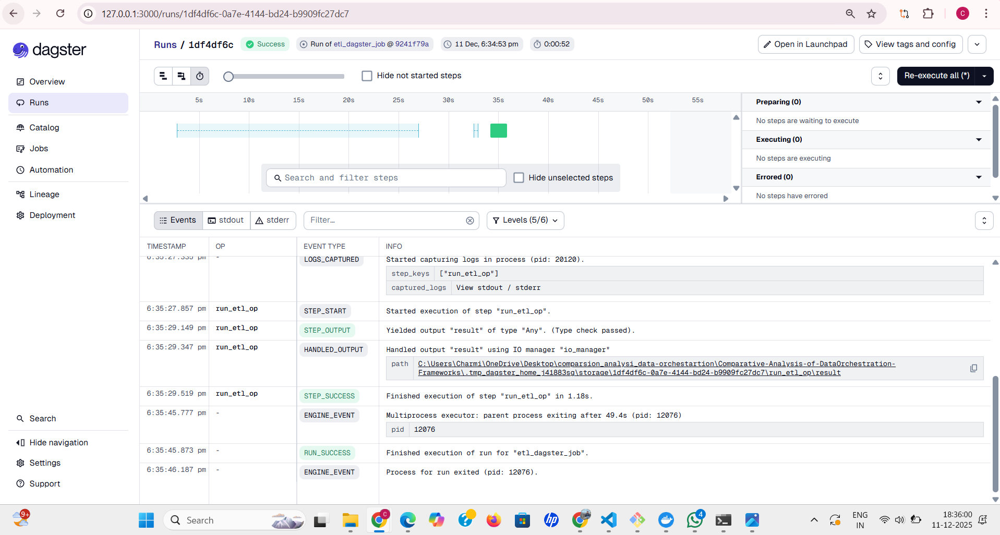 127.0.0.1:3000/runs/1df4df6c-0a7e-4144-bd24-b9909fc27dc7
C
dagster
Overview
Runs
Catalog
Jobs
Automation
Lineage
Deployment
Search
Hide navigation
Settings
Support
Runs / 1df4df6c
Success
Run of etl_dagster_job @ 9241f79a
11 Dec, 6:34:53 pm
0:00:52
Open in Launchpad
View tags and config
Hide not started steps
Re-execute all (*)
5s 10s 15s 20s 25s 30s 35s 40s 45s 50s 55s
Preparing (0)
No steps are waiting to execute
Executing (0)
No steps are executing
Errored (0)
No steps have errored
Search and filter steps
Hide unselected steps
Events
stdout
stderr
Filter...
Levels (5/6)
TIMESTAMP OP EVENT TYPE INFO
6:35:27.335 pm - LOGS_CAPTURED Started capturing logs in process (pid: 20120).
step_keys ["run_etl_op"]
captured_logs View stdout / stderr
6:35:27.857 pm run_etl_op STEP_START Started execution of step "run_etl_op".
6:35:29.149 pm run_etl_op STEP_OUTPUT Yielded output "result" of type "Any". (Type check passed).
6:35:29.347 pm run_etl_op HANDLED_OUTPUT Handled output "result" using IO manager "io_manager"
path C:\Users\Charmi\OneDrive\Desktop\comparsion_analysi_data-orchestartion\Comparative-Analysis-of-DataOrchestration-
Frameworks\.tmp_dagster_home_j41883sg\storage\1df4df6c-0a7e-4144-bd24-b9909fc27dc7\run_etl_op\result
6:35:29.519 pm run_etl_op STEP_SUCCESS Finished execution of step "run_etl_op" in 1.18s.
6:35:45.777 pm - ENGINE_EVENT Multiprocess executor: parent process exiting after 49.4s (pid: 12076)
pid 12076
6:35:45.873 pm - RUN_SUCCESS Finished execution of run for "etl_dagster_job".
6:35:46.187 pm - ENGINE_EVENT Process for run exited (pid: 12076).
9+
Search
C
hp
4
ENG
IN
18:36:00
11-12-2025